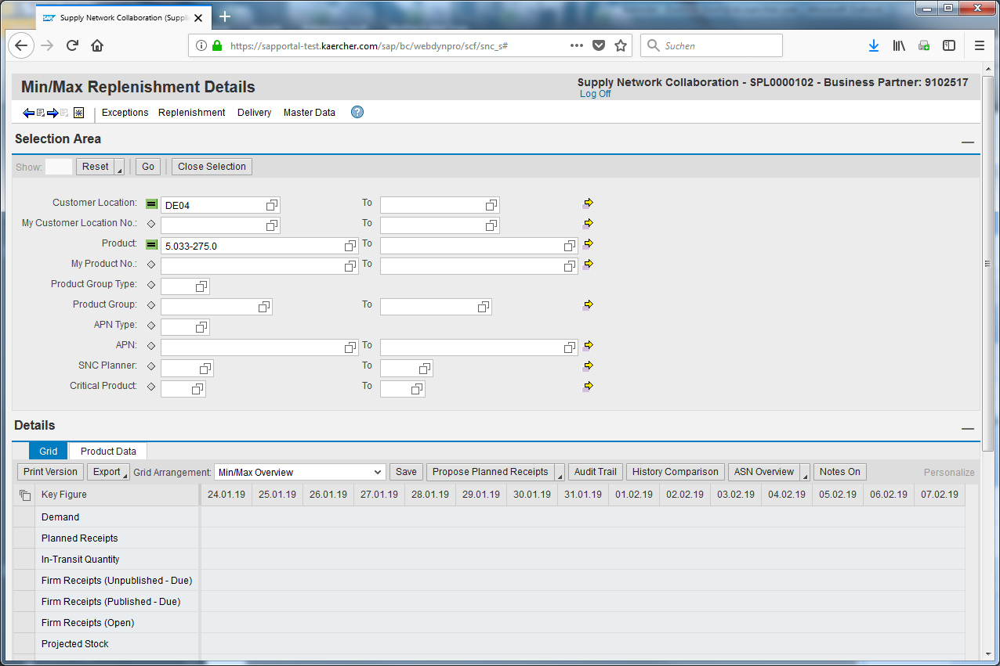 SAP Supply Network Collaboration (Suppl
https://sapportal-test.kaercher.com/sap/bc/webdynpro/scf/snc_s#
Suchen
Min/Max Replenishment Details
Supply Network Collaboration - SPL0000102 - Business Partner: 9102517
Log Off
Exceptions Replenishment Delivery Master Data ?
Selection Area
Show: Reset Go Close Selection
Customer Location: DE04 To
My Customer Location No.: To
Product: 5.033-275.0 To
My Product No.: To
Product Group Type:
Product Group: To
APN Type:
APN: To
SNC Planner: To
Critical Product: To
Details
Grid Product Data
Print Version Export Grid Arrangement: Min/Max Overview Save Propose Planned Receipts Audit Trail History Comparison ASN Overview Notes On Personalize
Key Figure 24.01.19 25.01.19 26.01.19 27.01.19 28.01.19 29.01.19 30.01.19 31.01.19 01.02.19 02.02.19 03.02.19 04.02.19 05.02.19 06.02.19 07.02.19
Demand
Planned Receipts
In-Transit Quantity
Firm Receipts (Unpublished - Due)
Firm Receipts (Published - Due)
Firm Receipts (Open)
Projected Stock